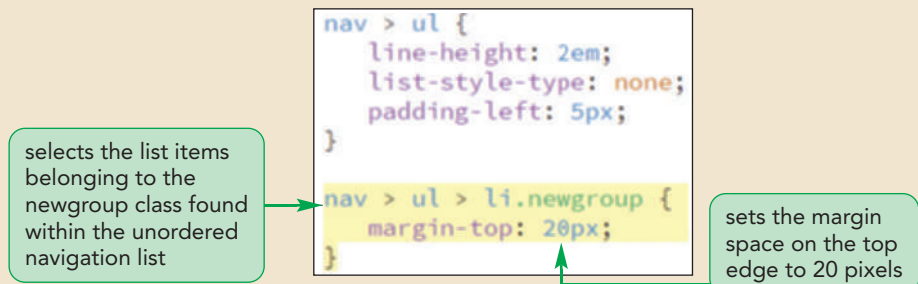 nav > ul {
line-height: 2em;
list-style-type: none;
padding-left: 5px;
}
selects the list items
belonging to the
newgroup class found
within the unordered
navigation list
nav > ul > li.newgroup {
margin-top: 20px;
}
sets the margin
space on the top
edge to 20 pixels